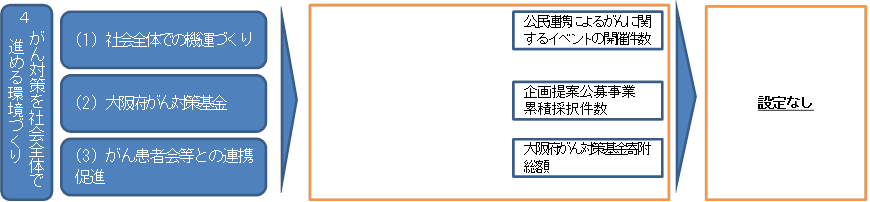 4 がん対策を社会全体で
進める環境づくり
(1) 社会全体での機運づくり
(2) 大阪府がん対策基金
(3) がん患者会等との連携
促進
公民連携によるがんに関
するイベントの開催件数
企画提案公募事業
累積採択件数
大阪府がん対策基金寄附
総額
設定なし